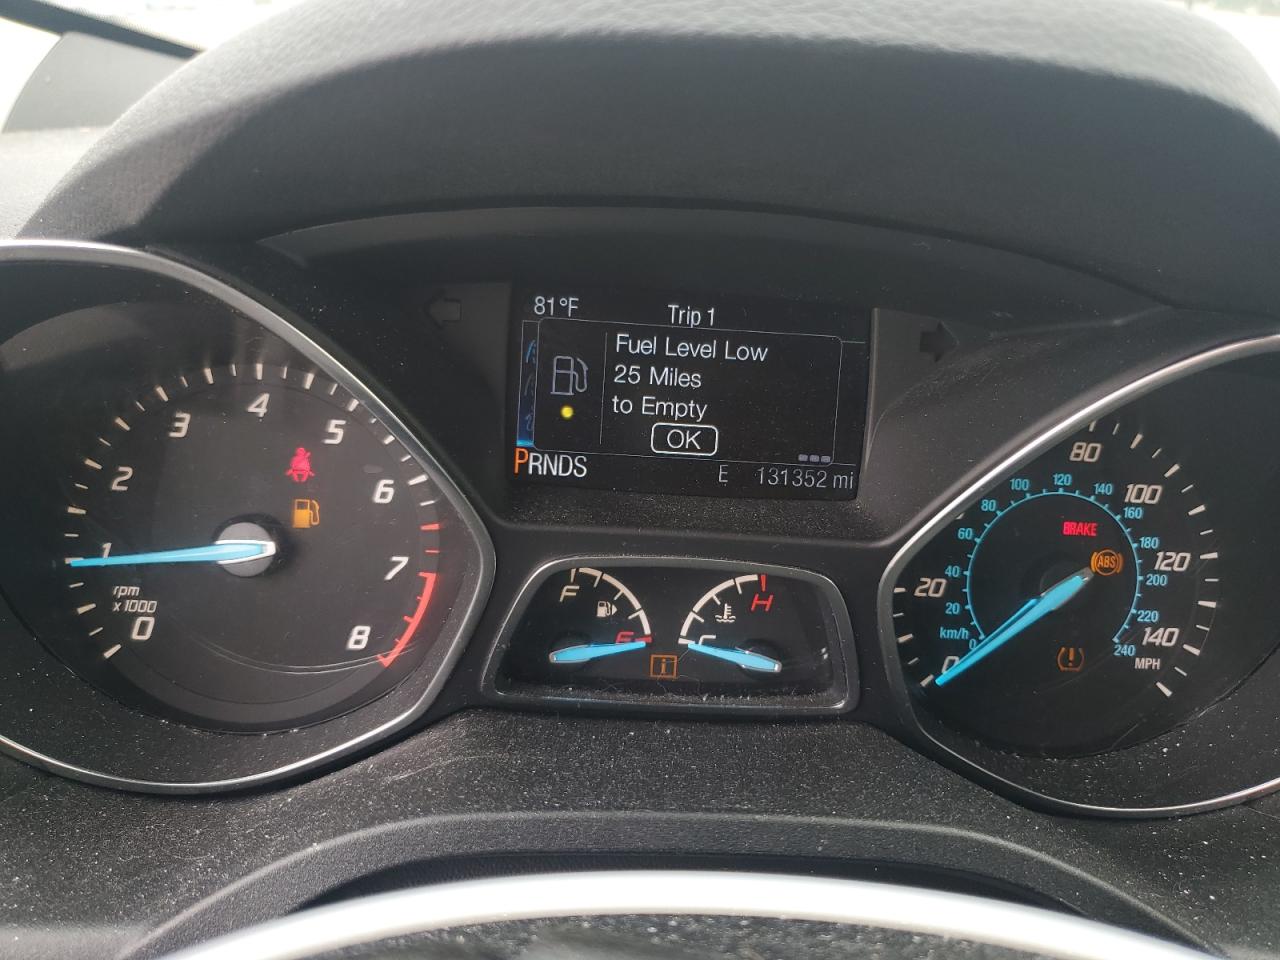 81°F Trip 1
Fuel Level Low
25 Miles
to Empty
OK
PRNDS
E 131352 mi
0
1
2
3
4
5
6
7
8
rpm
x1000
F
E
H
C
i
0
20
80
100
120
140
MPH
km/h
0
20
40
60
80
100
120
140
160
180
200
220
240
BRAKE
ABS